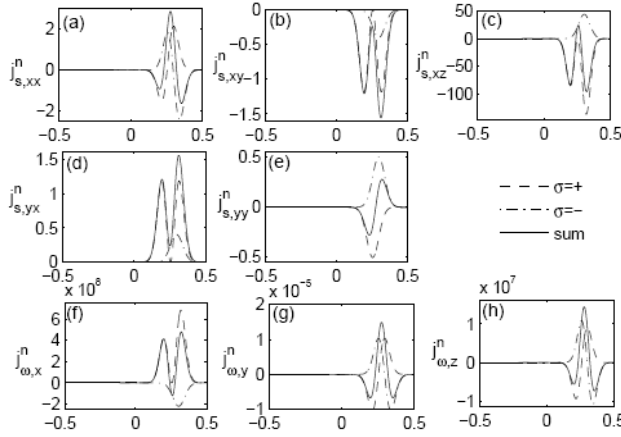 (a)
2
0
−2
−0.5 0 0.5
j^n_{s,xx}
(b)
0
−0.5
−1
−1.5
−0.5 0 0.5
j^n_{s,xy}
(c)
50
0
−50
−100
−0.5 0 0.5
j^n_{s,xz}
(d)
1.5
1
0.5
0
−0.5 0 0.5
j^n_{s,yx}
(e)
0.5
0
−0.5
−0.5 0 0.5
j^n_{s,yy}
σ=+
σ=−
sum
x 10^8
(f)
6
4
2
0
−2
−0.5 0 0.5
j^n_{ω,x}
x 10^{-5}
(g)
2
1
0
−1
−0.5 0 0.5
j^n_{ω,y}
x 10^7
(h)
1
0
−1
−0.5 0 0.5
j^n_{ω,z}